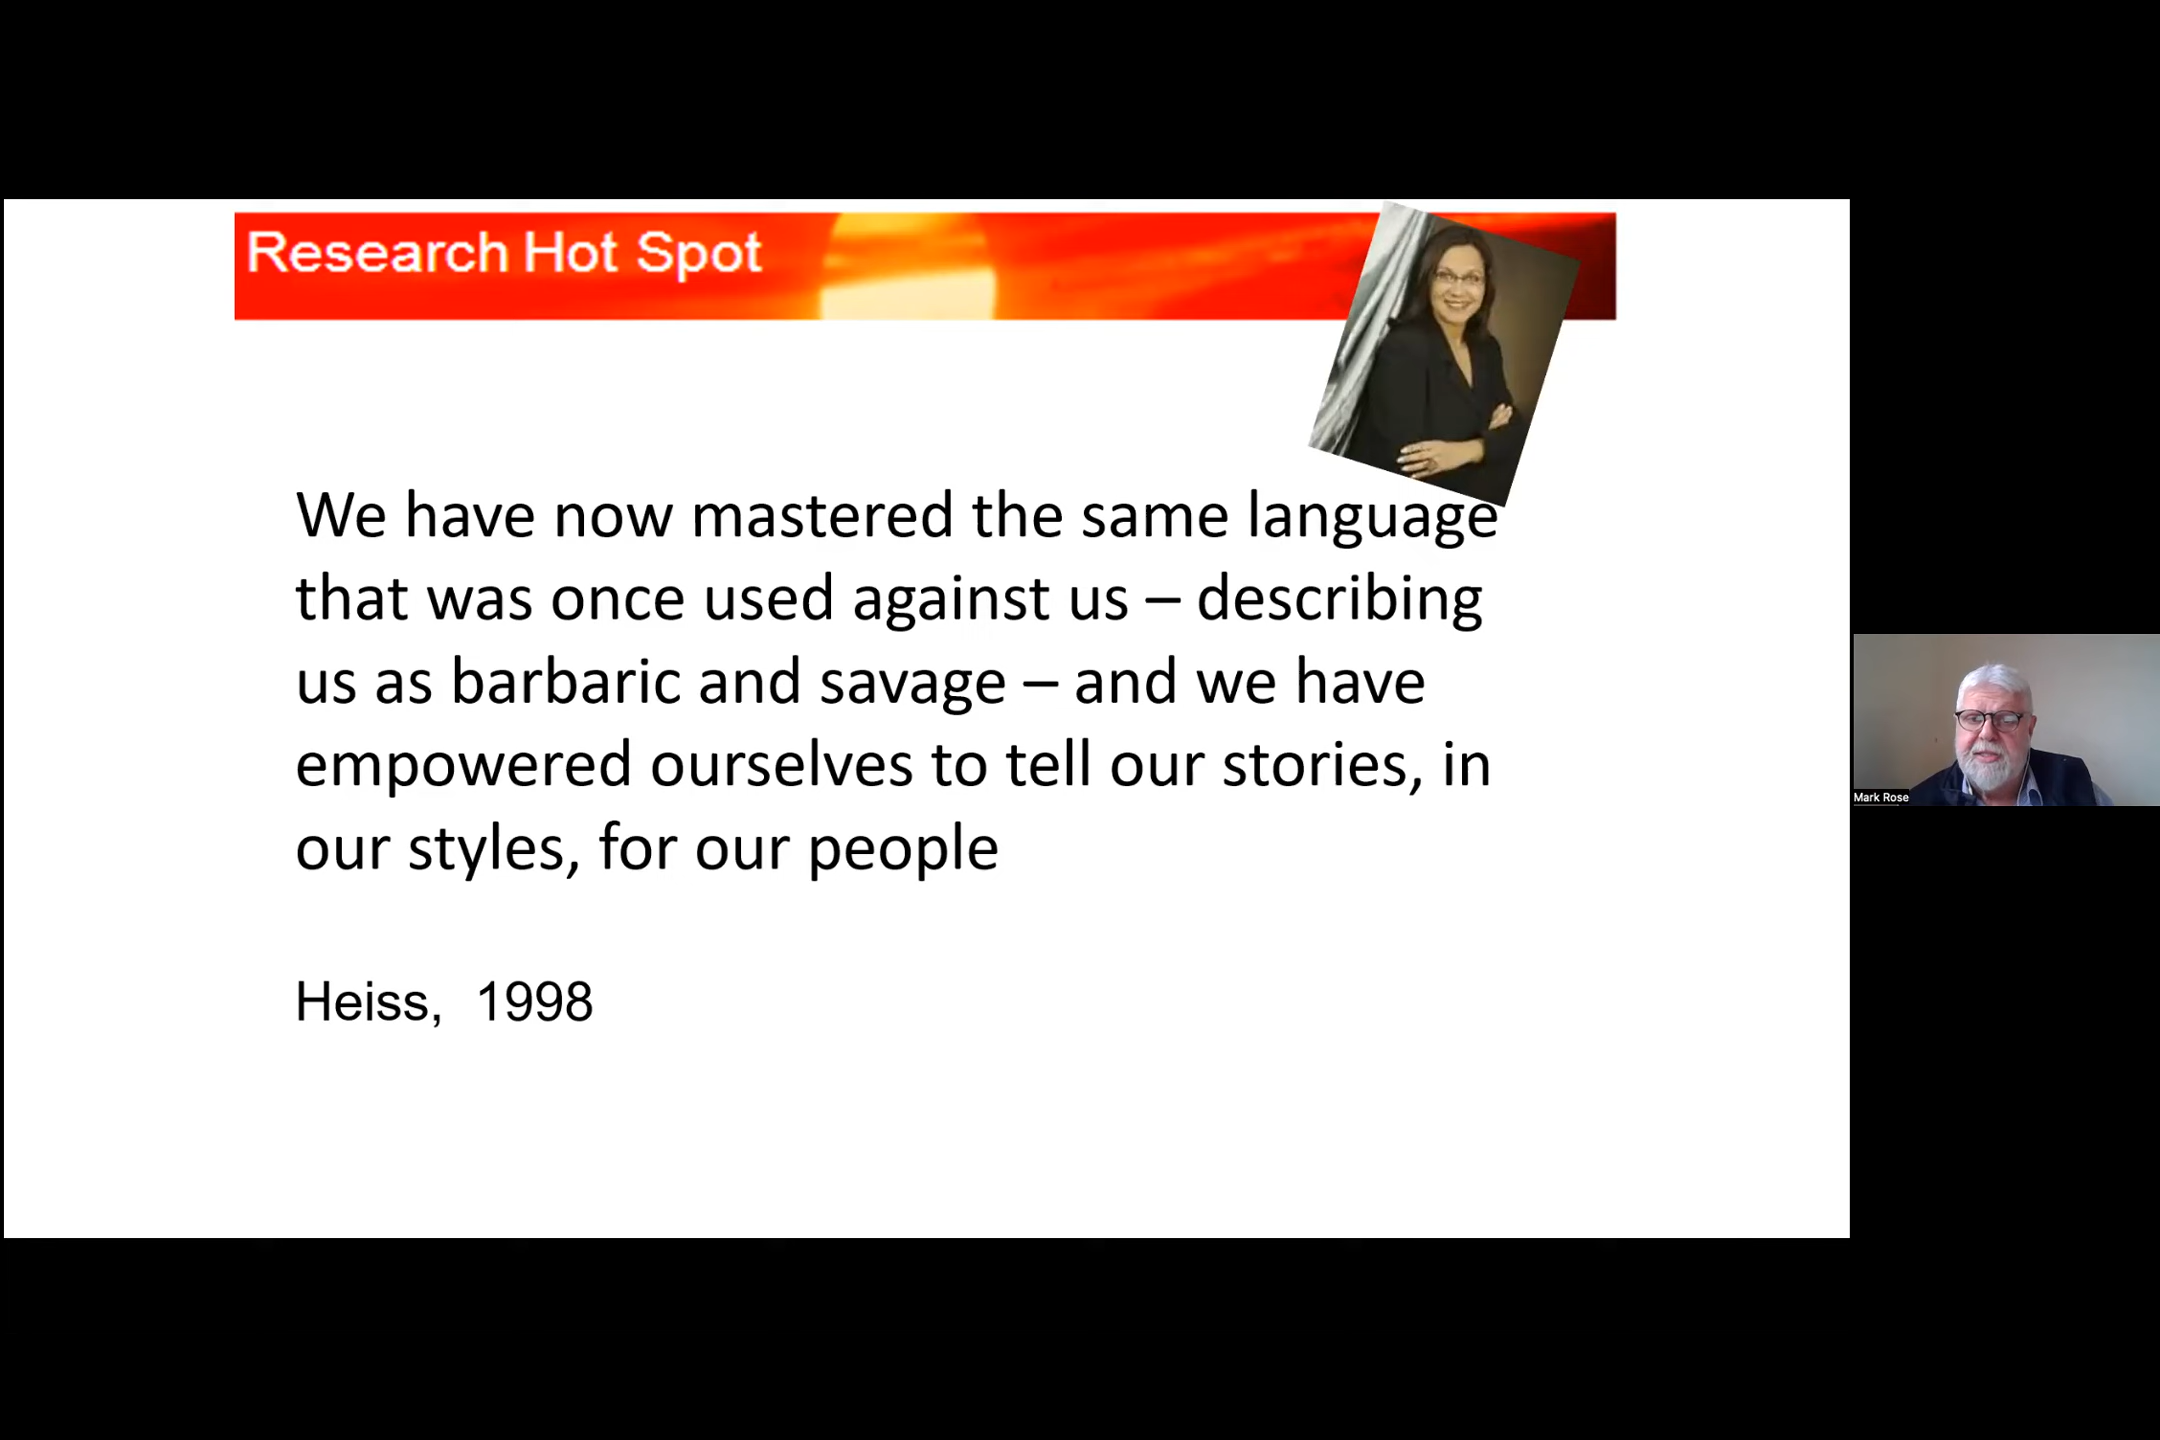 Research Hot Spot
We have now mastered the same language
that was once used against us – describing
us as barbaric and savage – and we have
empowered ourselves to tell our stories, in
our styles, for our people
Heiss, 1998
Mark Rose